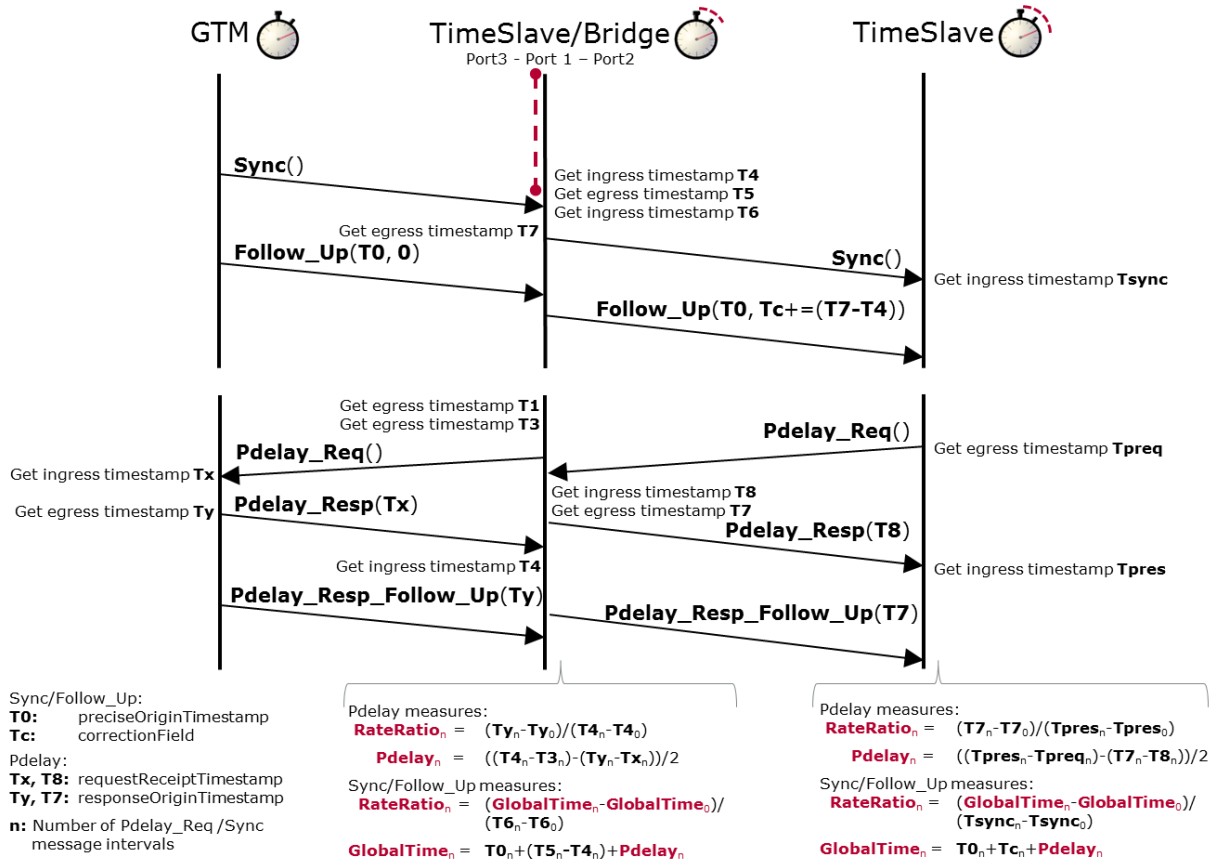 GTM
TimeSlave/Bridge
TimeSlave
Port3 - Port 1 – Port2
Sync()
Get ingress timestamp T4
Get egress timestamp T5
Get ingress timestamp T6
Get egress timestamp T7
Follow_Up(T0, 0)
Sync()
Get ingress timestamp Tsync
Follow_Up(T0, Tc+=(T7-T4))
Get egress timestamp T1
Get egress timestamp T3
Pdelay_Req()
Pdelay_Req()
Get egress timestamp Tpreq
Get ingress timestamp Tx
Get ingress timestamp T8
Get egress timestamp T7
Pdelay_Resp(Tx)
Get egress timestamp Ty
Pdelay_Resp(T8)
Get ingress timestamp T4
Get ingress timestamp Tpres
Pdelay_Resp_Follow_Up(Ty)
Pdelay_Resp_Follow_Up(T7)
Sync/Follow_Up:
T0: preciseOriginTimestamp
Tc: correctionField
Pdelay:
Tx, T8: requestReceiptTimestamp
Ty, T7: responseOriginTimestamp
n: Number of Pdelay_Req /Sync
message intervals
Pdelay measures:
RateRatioₙ = (Tyₙ-Ty₀)/(T4ₙ-T4₀)
Pdelayₙ = ((T4ₙ-T3ₙ)-(Tyₙ-Txₙ))/2
Sync/Follow_Up measures:
RateRatioₙ = (GlobalTimeₙ-GlobalTime₀)/
(T6ₙ-T6₀)
GlobalTimeₙ = T0ₙ+(T5ₙ-T4ₙ)+Pdelayₙ
Pdelay measures:
RateRatioₙ = (T7ₙ-T7₀)/(Tpresₙ-Tpres₀)
Pdelayₙ = ((Tpresₙ-Tpreqₙ)-(T7ₙ-T8ₙ))/2
Sync/Follow_Up measures:
RateRatioₙ = (GlobalTimeₙ-GlobalTime₀)/
(Tsyncₙ-Tsync₀)
GlobalTimeₙ = T0ₙ+Tcₙ+Pdelayₙ